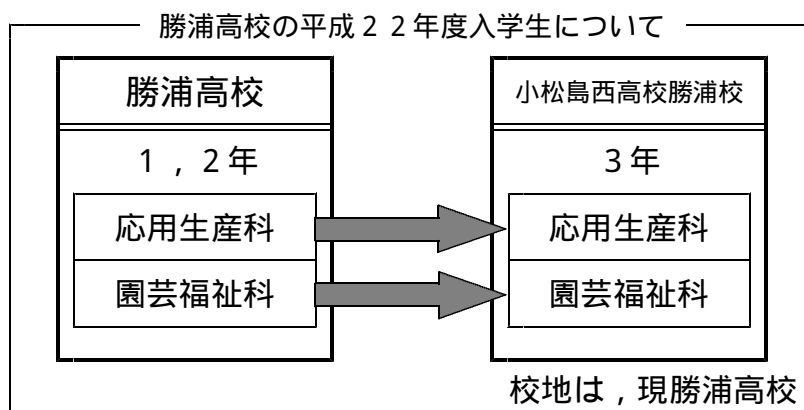 勝浦高校の平成２２年度入学生について
勝浦高校
１，２年
応用生産科
園芸福祉科
小松島西高校勝浦校
３年
応用生産科
園芸福祉科
校地は，現勝浦高校